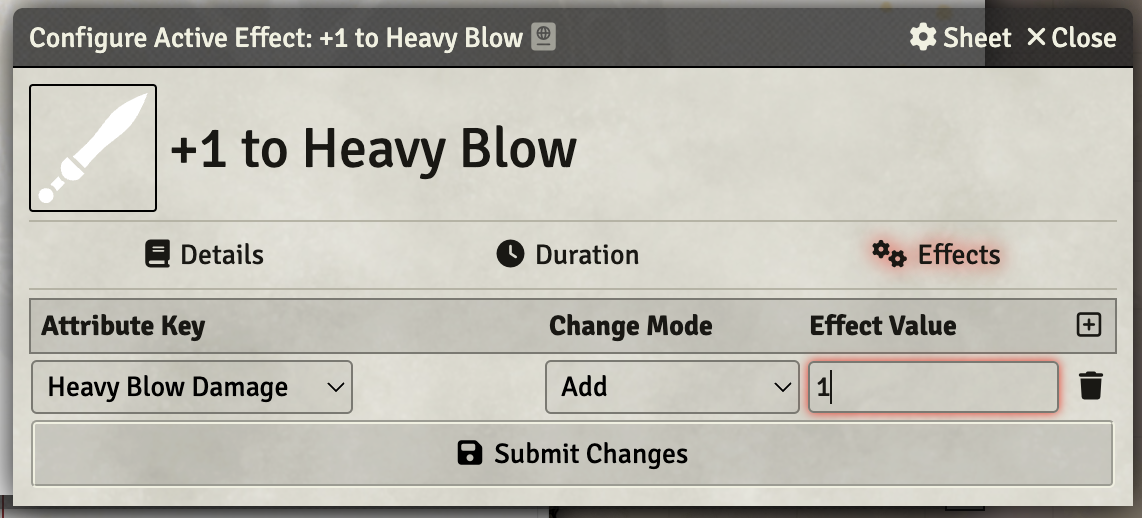 Configure Active Effect: +1 to Heavy Blow Sheet Close
+1 to Heavy Blow
Details Duration Effects
Attribute Key Change Mode Effect Value
Heavy Blow Damage Add 1
Submit Changes